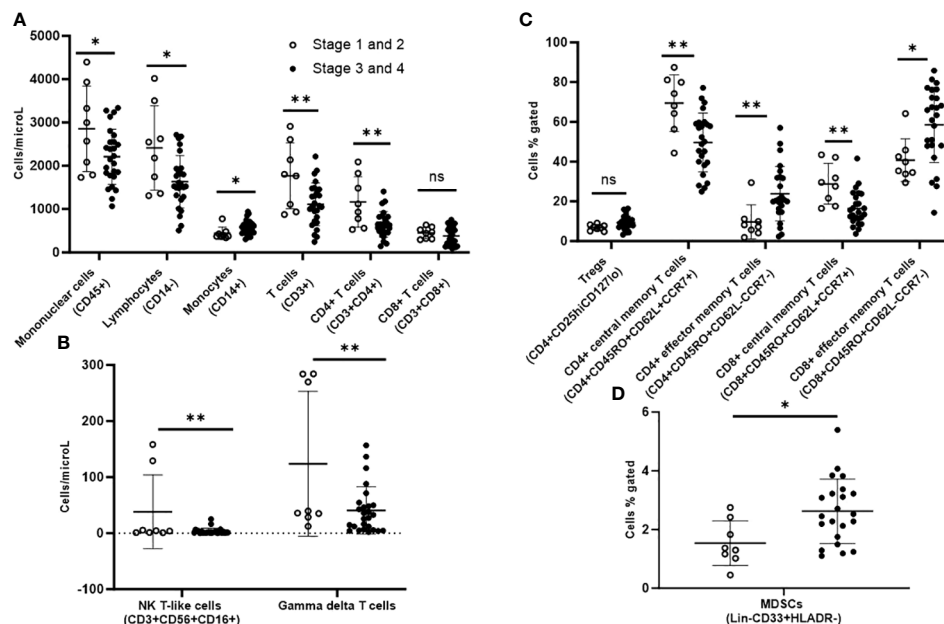 A
*
*
*
**
**
ns
Stage 1 and 2
Stage 3 and 4
Cells/microL
5000
4000
3000
2000
1000
0
Mononuclear cells
(CD45+)
Lymphocytes
(CD14-)
Monocytes
(CD14+)
T cells
(CD3+)
CD4+ T cells
(CD3+CD4+)
CD8+ T cells
(CD3+CD8+)
B
**
**
Cells/microL
300
200
100
0
-100
NK T-like cells
(CD3+CD56+CD16+)
Gamma delta T cells
C
ns
**
**
**
*
Cells % gated
100
80
60
40
20
0
Tregs
(CD4+CD25hiCD127lo)
CD4+ central memory T cells
(CD4+CD45RO+CD62L+CCR7+)
CD4+ effector memory T cells
(CD4+CD45RO+CD62L-CCR7-)
CD8+ central memory T cells
(CD8+CD45RO+CD62L+CCR7+)
CD8+ effector memory T cells
(CD8+CD45RO+CD62L-CCR7-)
D
*
Cells % gated
6
4
2
0
MDSCs
(Lin-CD33+HLADR-)